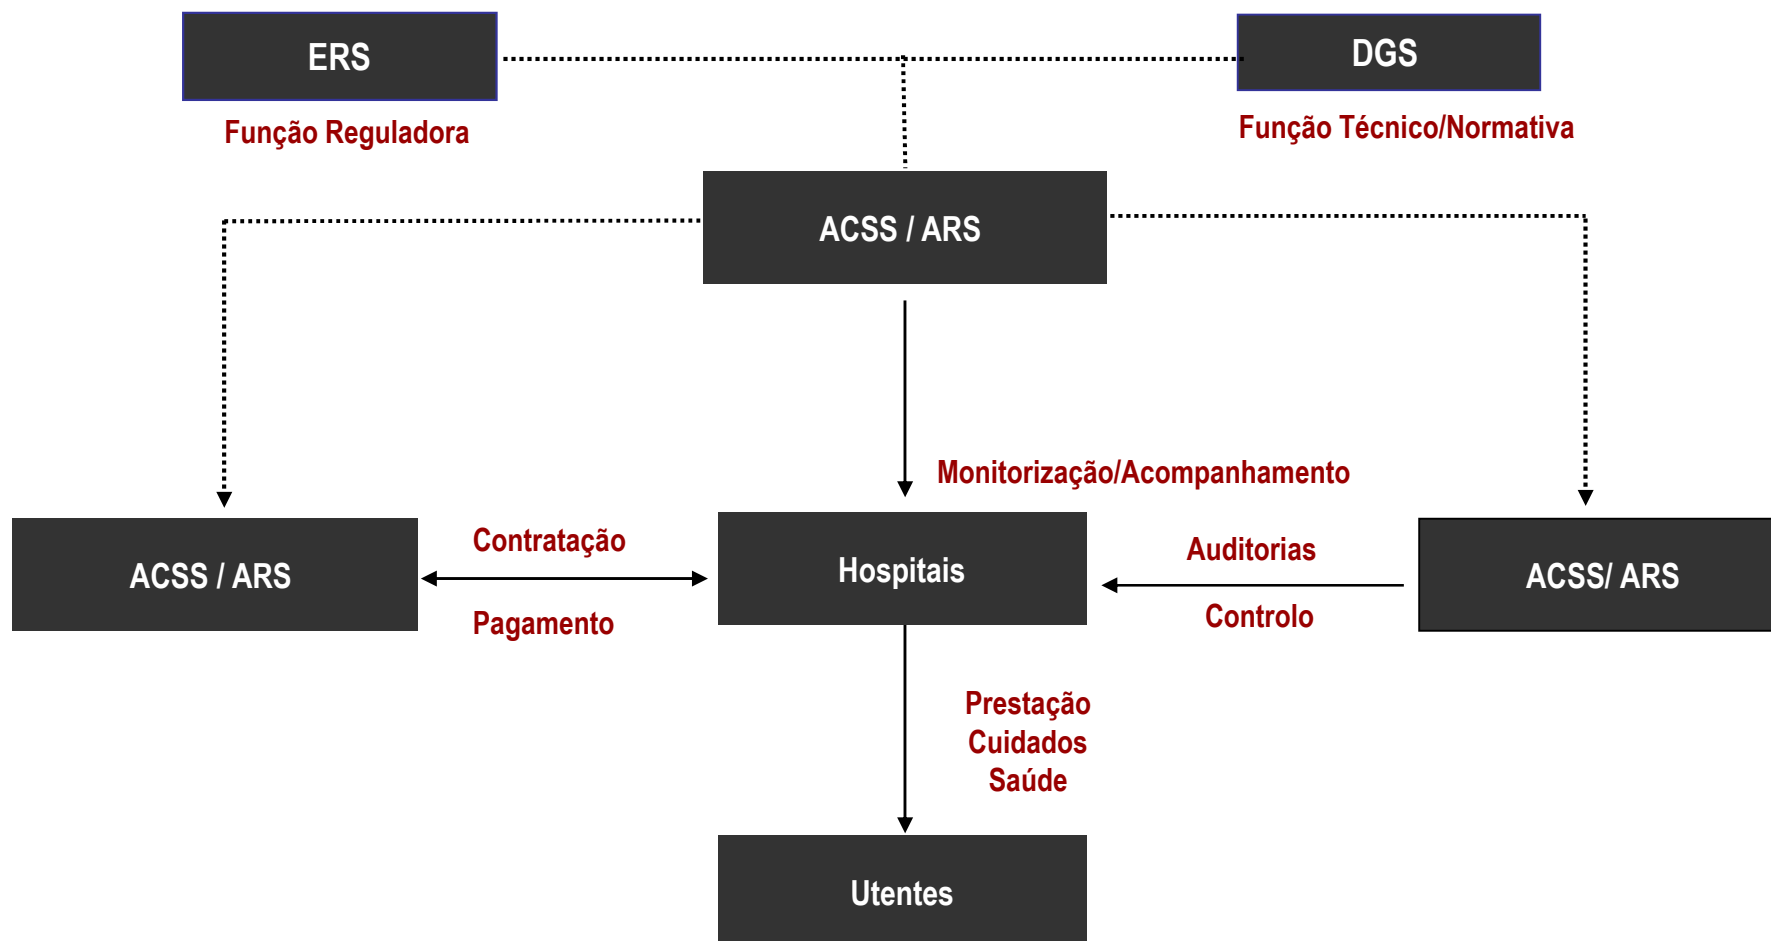 ERS
DGS
Função Reguladora
Função Técnico/Normativa
ACSS / ARS
Monitorização/Acompanhamento
ACSS / ARS
Contratação
Pagamento
Hospitais
Auditorias
Controlo
ACSS/ ARS
Prestação
Cuidados
Saúde
Utentes